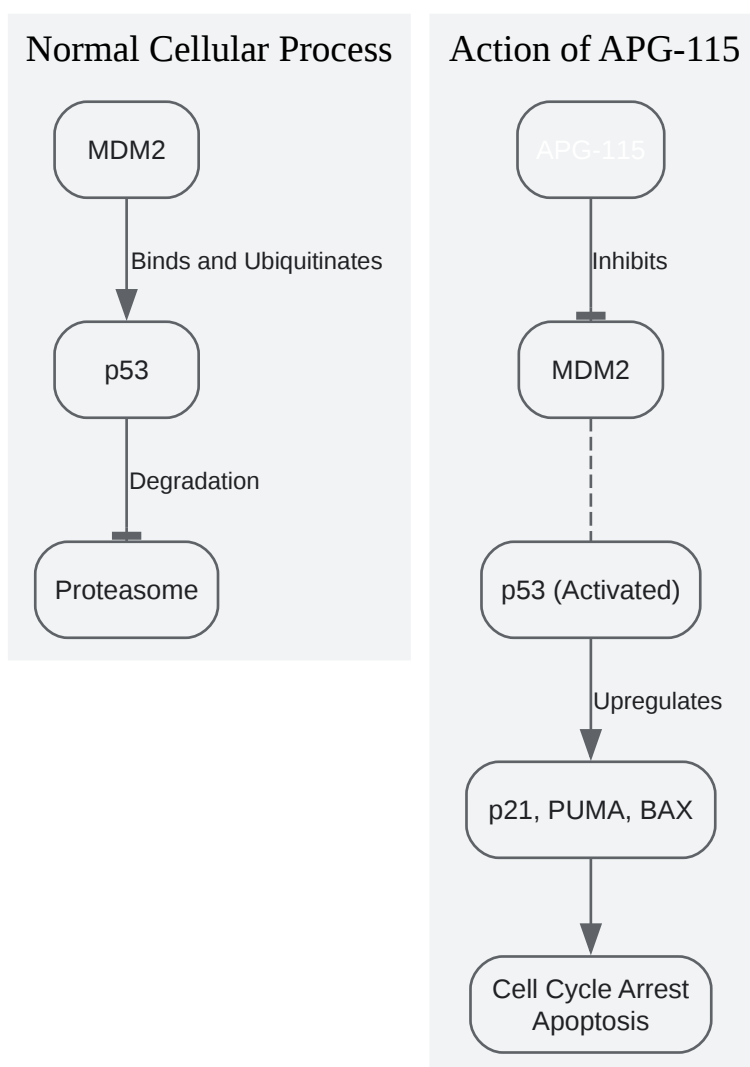 Normal Cellular Process
MDM2
Binds and Ubiquitinates
p53
Degradation
Proteasome
Action of APG-115
APG-115
Inhibits
MDM2
p53 (Activated)
Upregulates
p21, PUMA, BAX
Cell Cycle Arrest
Apoptosis